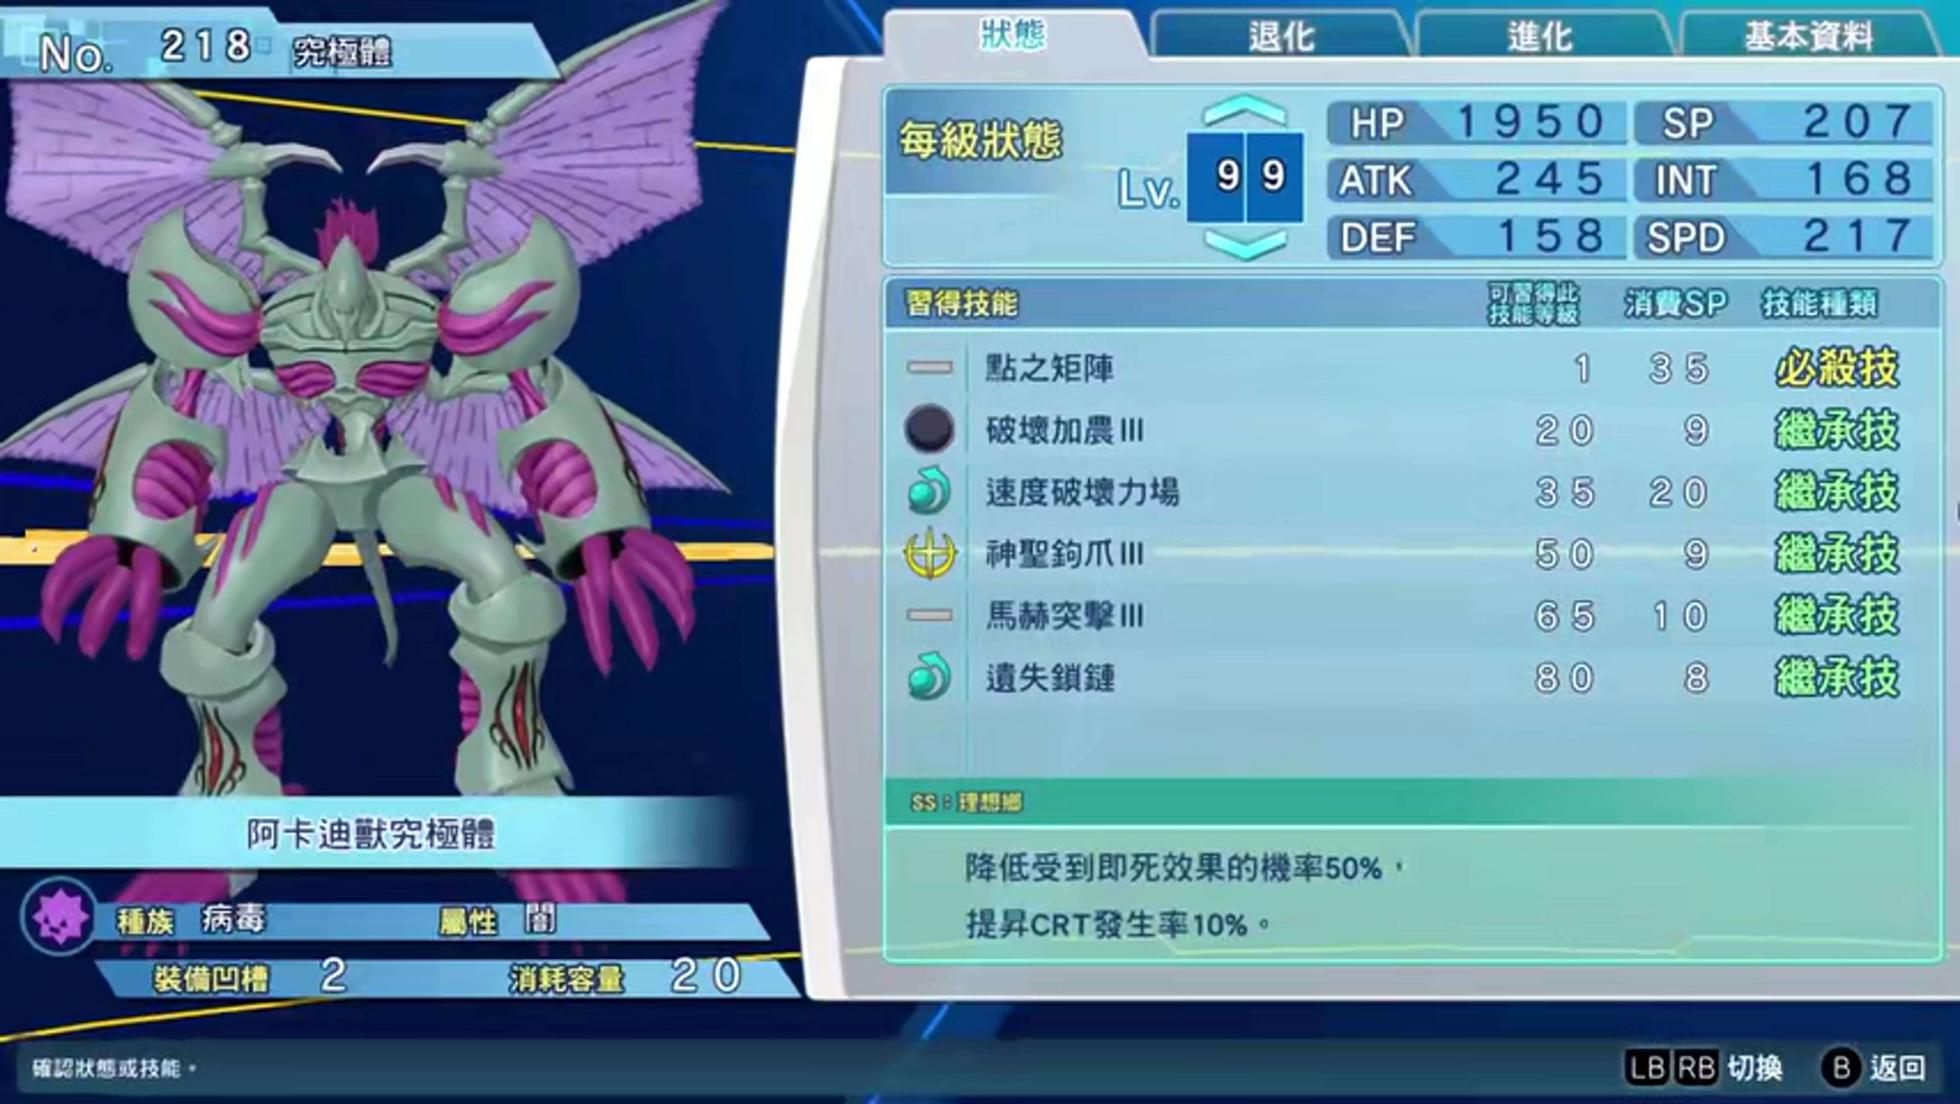 No. 218 究極體
狀態 退化 進化 基本資料
每級狀態
Lv. 99
HP 1950 SP 207
ATK 245 INT 168
DEF 158 SPD 217
習得技能 可習得此技能等級 消費SP 技能種類
點之矩陣 1 35 必殺技
破壞加農III 20 9 繼承技
速度破壞力場 35 20 繼承技
神聖鉤爪III 50 9 繼承技
馬赫突擊III 65 10 繼承技
遺失鎖鏈 80 8 繼承技
SS：理想鄉
降低受到即死效果的機率50%，
提昇CRT發生率10%。
阿卡迪獸究極體
種族 病毒 屬性 闇
裝備凹槽 2 消耗容量 20
確認狀態或技能。
LB RB 切換 B 返回